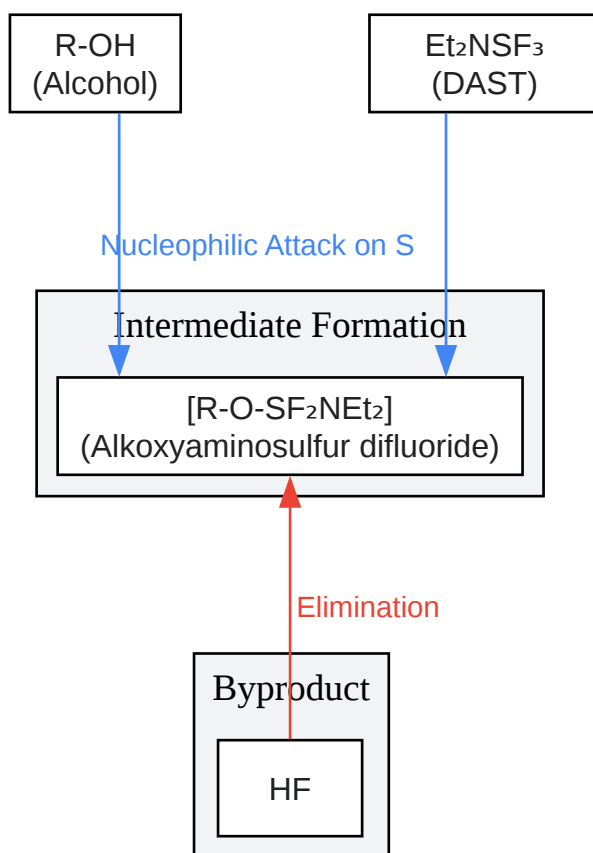 R-OH
(Alcohol)
Et₂NSF₃
(DAST)
Nucleophilic Attack on S
Intermediate Formation
[R-O-SF₂NEt₂]
(Alkoxyaminosulfur difluoride)
Elimination
Byproduct
HF